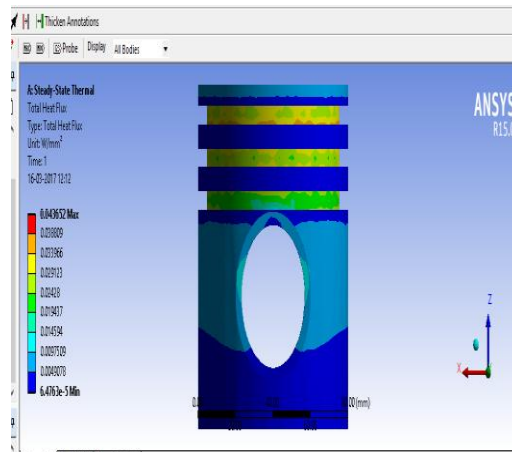 Thicken Annotations
Probe Display All Bodies
A: Steady-State Thermal
Total Heat Flux
Type: Total Heat Flux
Unit: W/mm²
Time: 1
16-03-2017 12:12
ANSYS
R15.0
0.043652 Max
0.038809
0.033966
0.029123
0.02428
0.019437
0.014594
0.0097509
0.0049078
6.4763e-5 Min
Z
X
(mm)